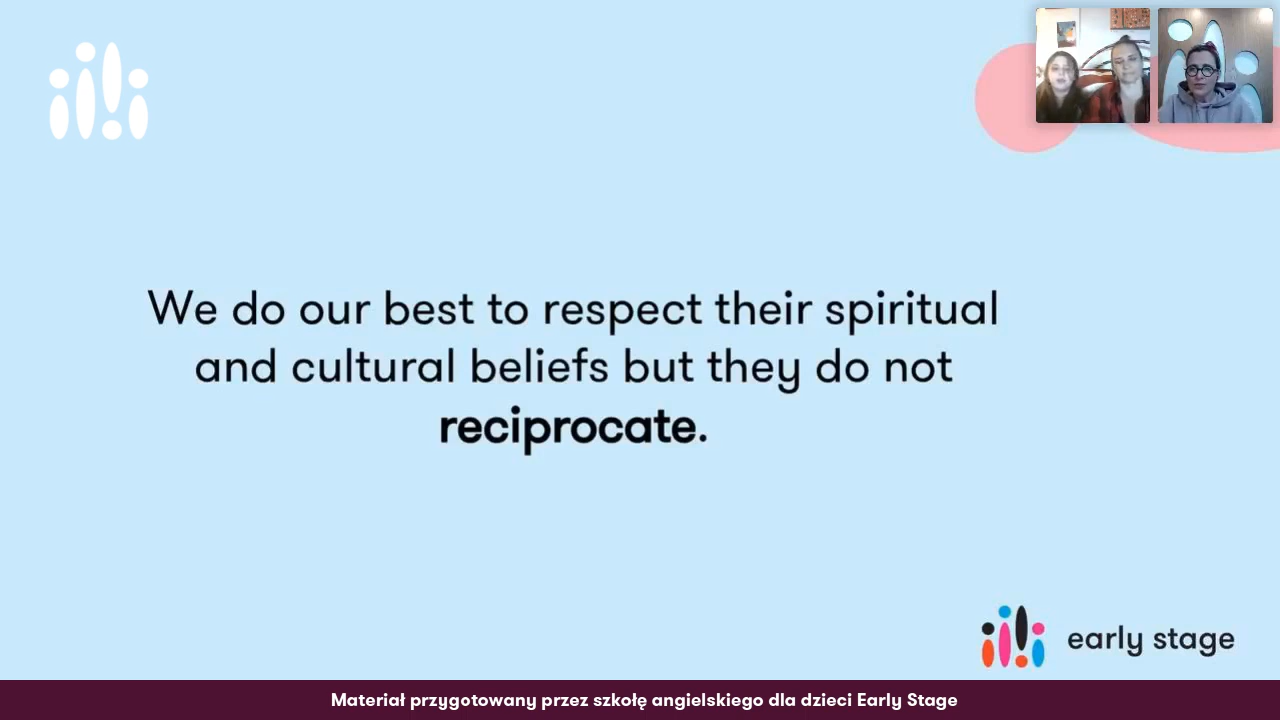 We do our best to respect their spiritual
and cultural beliefs but they do not
reciprocate.
early stage
Materiał przygotowany przez szkołę angielskiego dla dzieci Early Stage